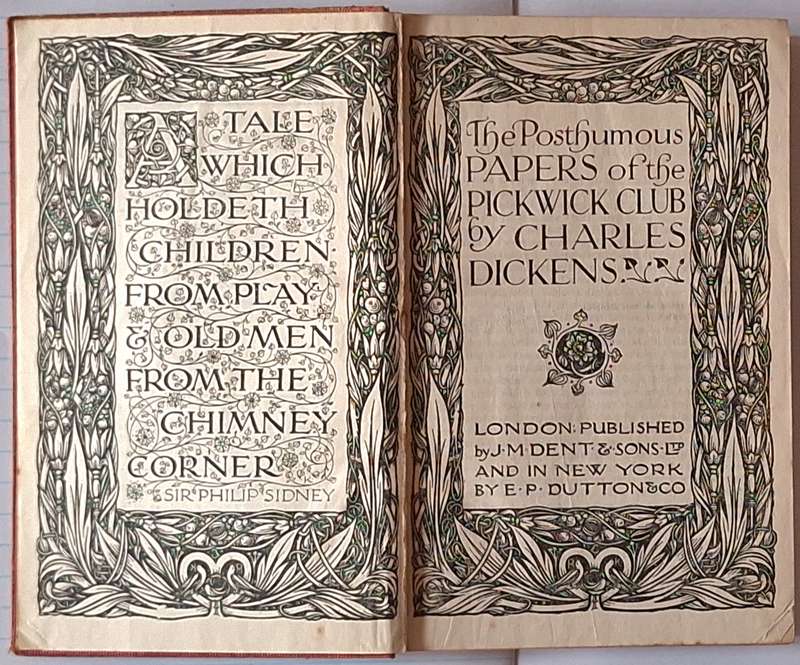 A TALE
WHICH
HOLDETH
CHILDREN
FROM PLAY
& OLD MEN
FROM THE
CHIMNEY
CORNER
SIR PHILIP SIDNEY
The Posthumous
PAPERS of the
PICKWICK CLUB
by CHARLES
DICKENS.
LONDON: PUBLISHED
by J·M·DENT·&·SONS·LTD
AND IN NEW YORK
BY E·P·DUTTON&CO